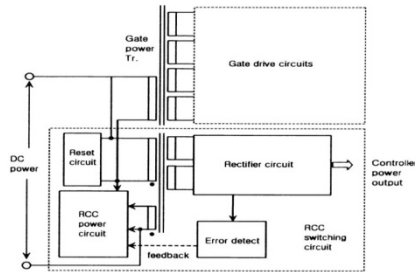 Gate
power
Tr.
Gate drive circuits
DC
power
Reset
circuit
Rectifier circuit
Controller
power
output
RCC
power
circuit
feedback
Error detect
RCC
switching
circuit